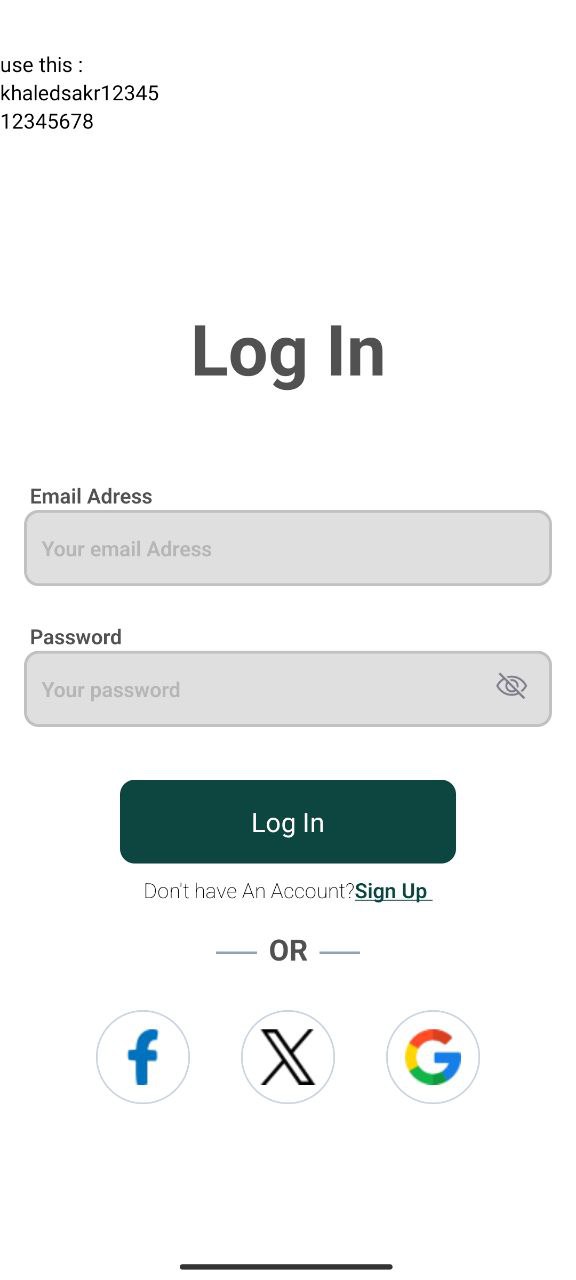 use this :
khaledsakr12345
12345678
Log In
Email Adress
Your email Adress
Password
Your password
Log In
Don't have An Account?Sign Up
OR